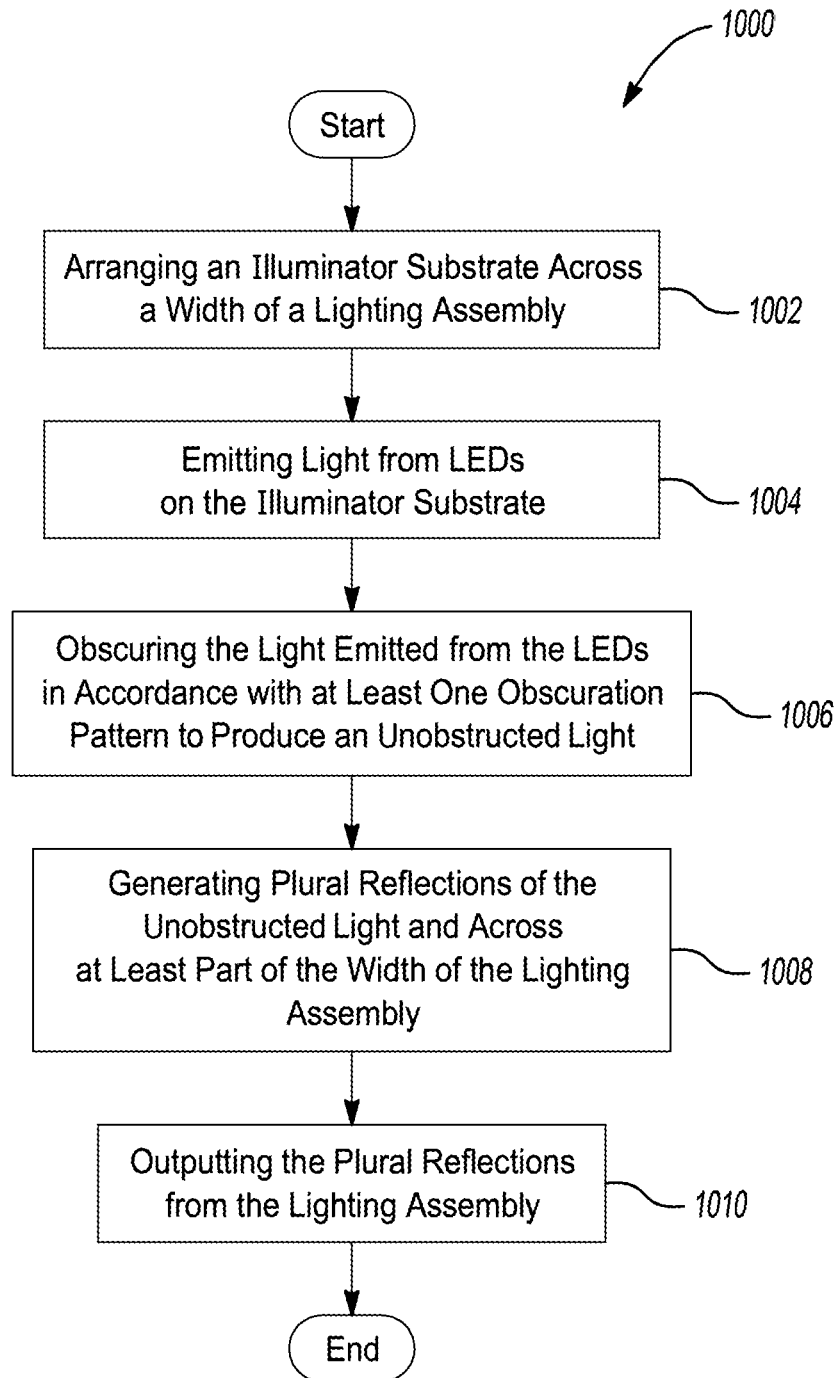 1000
Start
Arranging an Illuminator Substrate Across
a Width of a Lighting Assembly
1002
Emitting Light from LEDs
on the Illuminator Substrate
1004
Obscuring the Light Emitted from the LEDs
in Accordance with at Least One Obscuration
Pattern to Produce an Unobstructed Light
1006
Generating Plural Reflections of the
Unobstructed Light and Across
at Least Part of the Width of the Lighting
Assembly
1008
Outputting the Plural Reflections
from the Lighting Assembly
1010
End